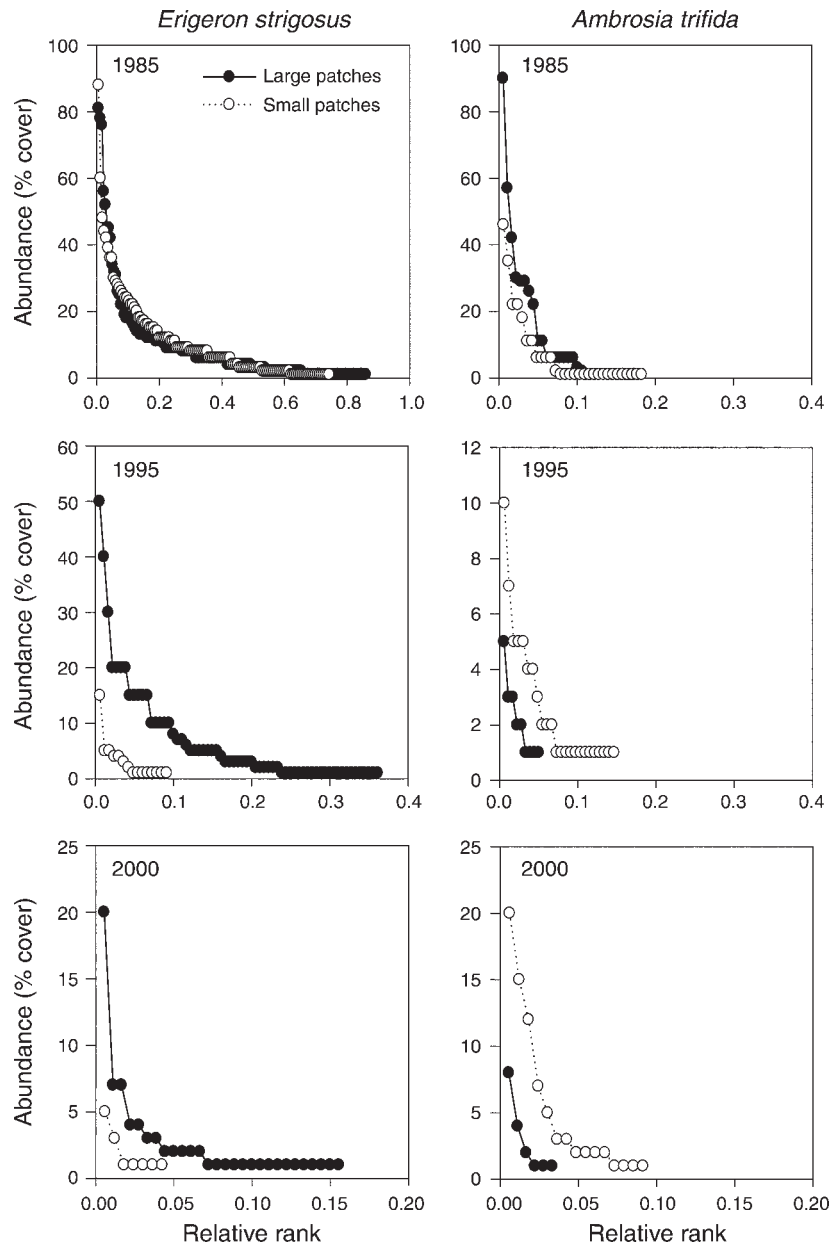 Erigeron strigosus
Ambrosia trifida
Abundance (% cover)
100
80
60
40
20
0
1985
Large patches
Small patches
0.0 0.2 0.4 0.6 0.8 1.0
100
80
60
40
20
0
1985
0.0 0.1 0.2 0.3 0.4
Abundance (% cover)
60
50
40
30
20
10
0
1995
0.0 0.1 0.2 0.3 0.4
12
10
8
6
4
2
0
1995
0.0 0.1 0.2 0.3 0.4
Abundance (% cover)
25
20
15
10
5
0
2000
0.00 0.05 0.10 0.15 0.20
Relative rank
25
20
15
10
5
0
2000
0.00 0.05 0.10 0.15 0.20
Relative rank